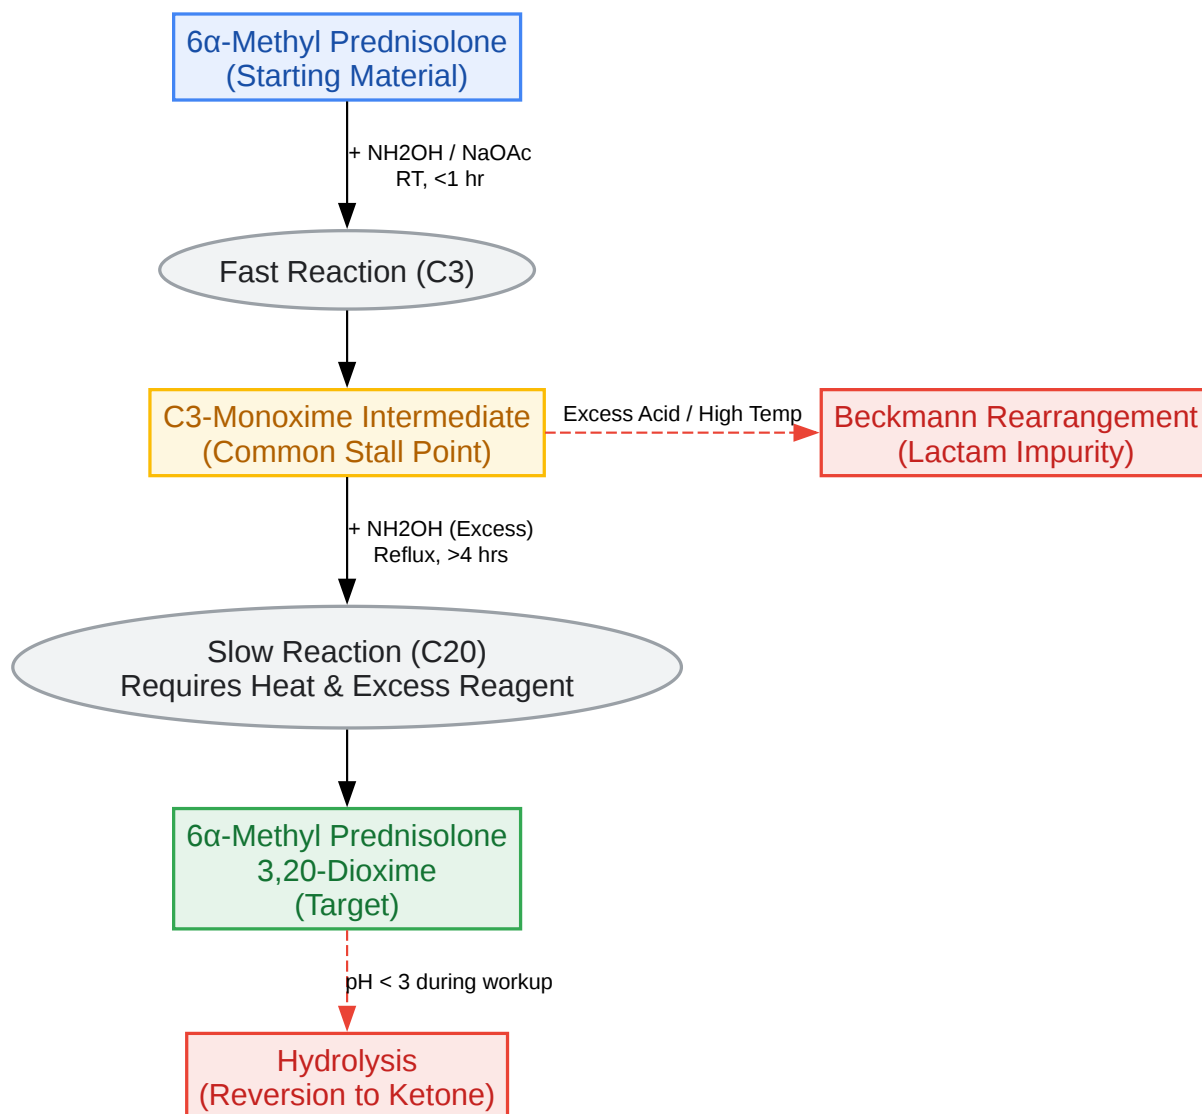 6α-Methyl Prednisolone
(Starting Material)
+ NH2OH / NaOAc
RT, <1 hr
Fast Reaction (C3)
C3-Monoxime Intermediate
(Common Stall Point)
Excess Acid / High Temp
Beckmann Rearrangement
(Lactam Impurity)
+ NH2OH (Excess)
Reflux, >4 hrs
Slow Reaction (C20)
Requires Heat & Excess Reagent
6α-Methyl Prednisolone
3,20-Dioxime
(Target)
pH < 3 during workup
Hydrolysis
(Reversion to Ketone)